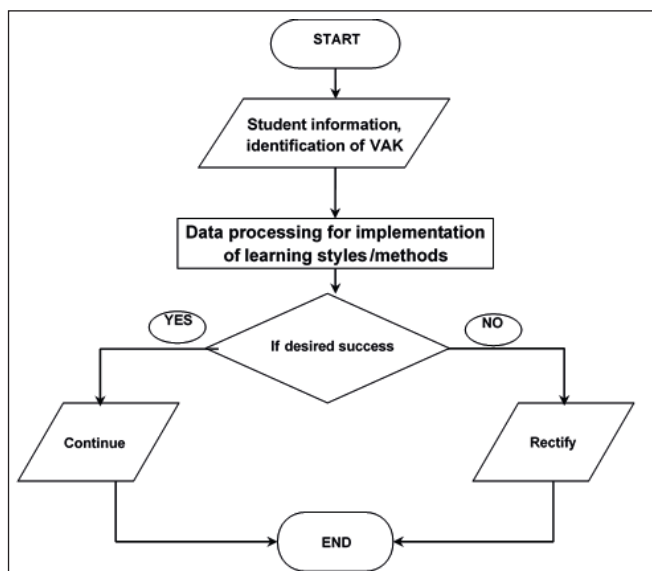 START
Student information,
identification of VAK
Data processing for implementation
of learning styles/methods
YES
NO
If desired success
Continue
Rectify
END